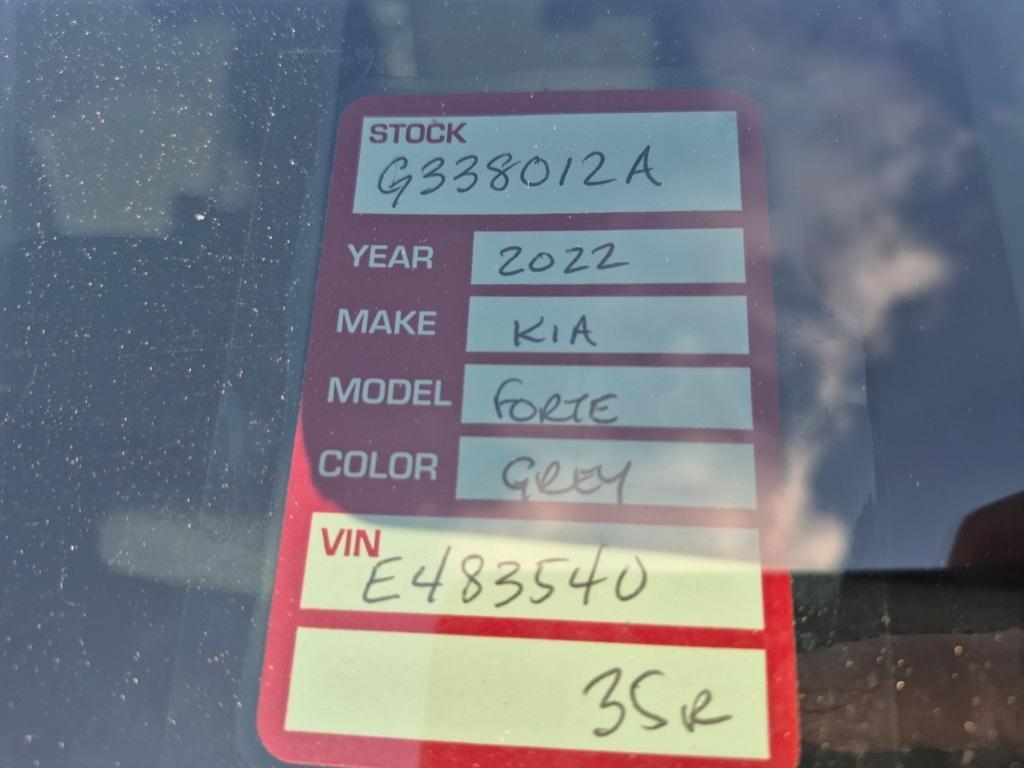 STOCK
G338012A
YEAR 2022
MAKE KIA
MODEL FORTE
COLOR GREY
VIN
E483540
35R